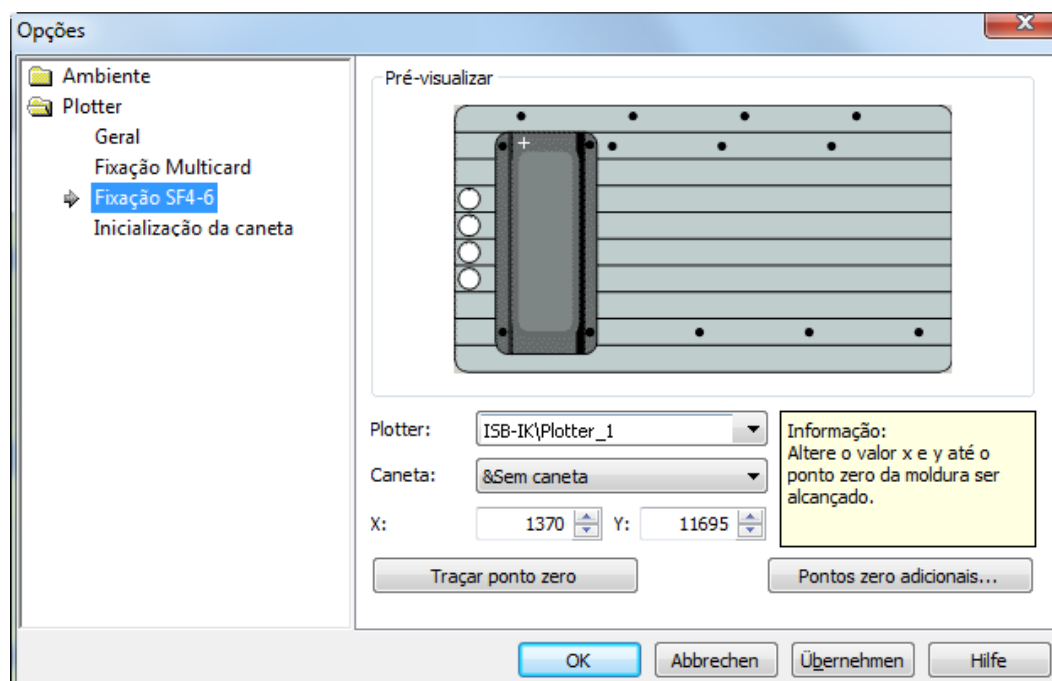 Opções
Ambiente
Plotter
Geral
Fixação Multicard
Fixação SF4-6
Inicialização da caneta
Pré-visualizar
Plotter:
ISB-IK\Plotter_1
Caneta:
&Sem caneta
X:
1370
Y:
11695
Informação:
Altere o valor x e y até o
ponto zero da moldura ser
alcançado.
Traçar ponto zero
Pontos zero adicionais...
OK
Abbrechen
Übernehmen
Hilfe